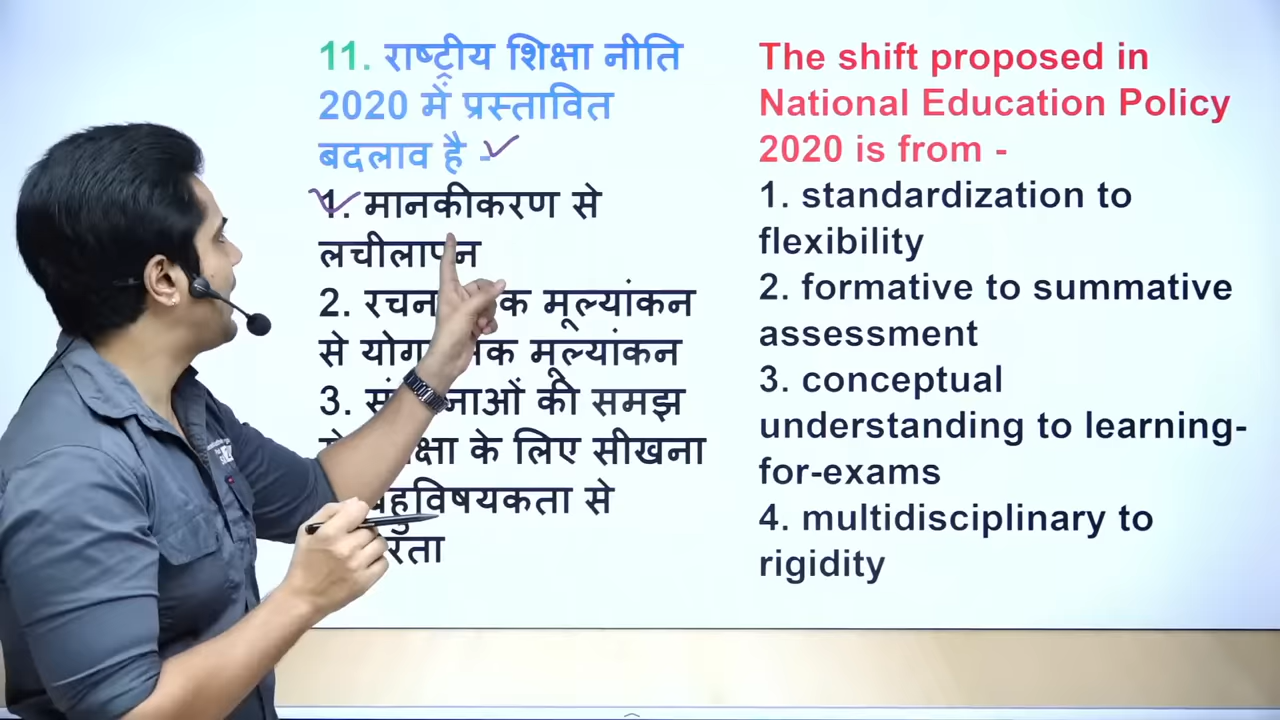 11. राष्ट्रीय शिक्षा नीति
2020 में प्रस्तावित
बदलाव है -
1. मानकीकरण से
लचीलापन
2. मूल्यांकन
से मूल्यांकन
3. की समझ
के लिए सीखना
बहुविषयकता से
The shift proposed in
National Education Policy
2020 is from -
1. standardization to
flexibility
2. formative to summative
assessment
3. conceptual
understanding to learning-
for-exams
4. multidisciplinary to
rigidity